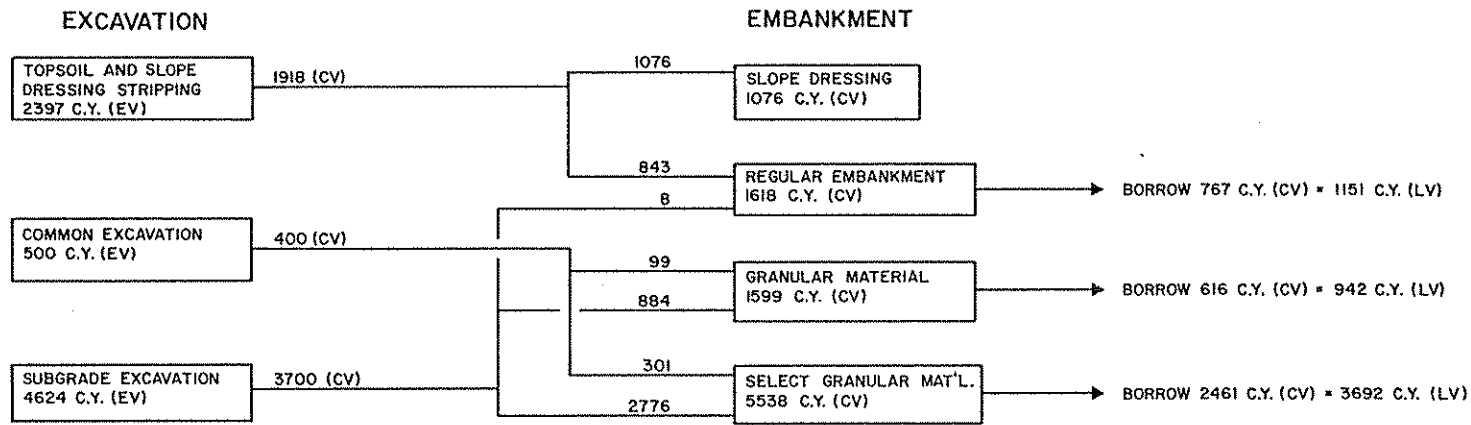 EXCAVATION
EMBANKMENT
TOPSOIL AND SLOPE
DRESSING STRIPPING
2397 C.Y. (EV)
1918 (CV)
1076
SLOPE DRESSING
1076 C.Y. (CV)
843
8
REGULAR EMBANKMENT
1618 C.Y. (CV)
BORROW 767 C.Y. (CV) = 1151 C.Y. (LV)
COMMON EXCAVATION
500 C.Y. (EV)
400 (CV)
99
884
GRANULAR MATERIAL
1599 C.Y. (CV)
BORROW 616 C.Y. (CV) = 942 C.Y. (LV)
SUBGRADE EXCAVATION
4624 C.Y. (EV)
3700 (CV)
301
2776
SELECT GRANULAR MAT'L.
5538 C.Y. (CV)
BORROW 2461 C.Y. (CV) = 3692 C.Y. (LV)